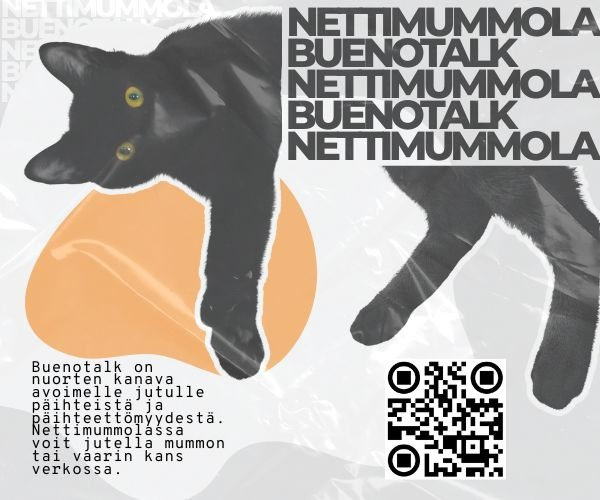 NETTIMUMMOLA
BUENOTALK
NETTIMUMMOLA
BUENOTALK
NETTIMUMMOLA
BUENOTALK
NETTIMUMMOLA
Buenotalk on
nuorten kanava
avoimelle jutulle
päihteistä ja
päihteettömyydestä.
Nettimummolassa
voit jutella mummon
tai vaarin kans
verkossa.